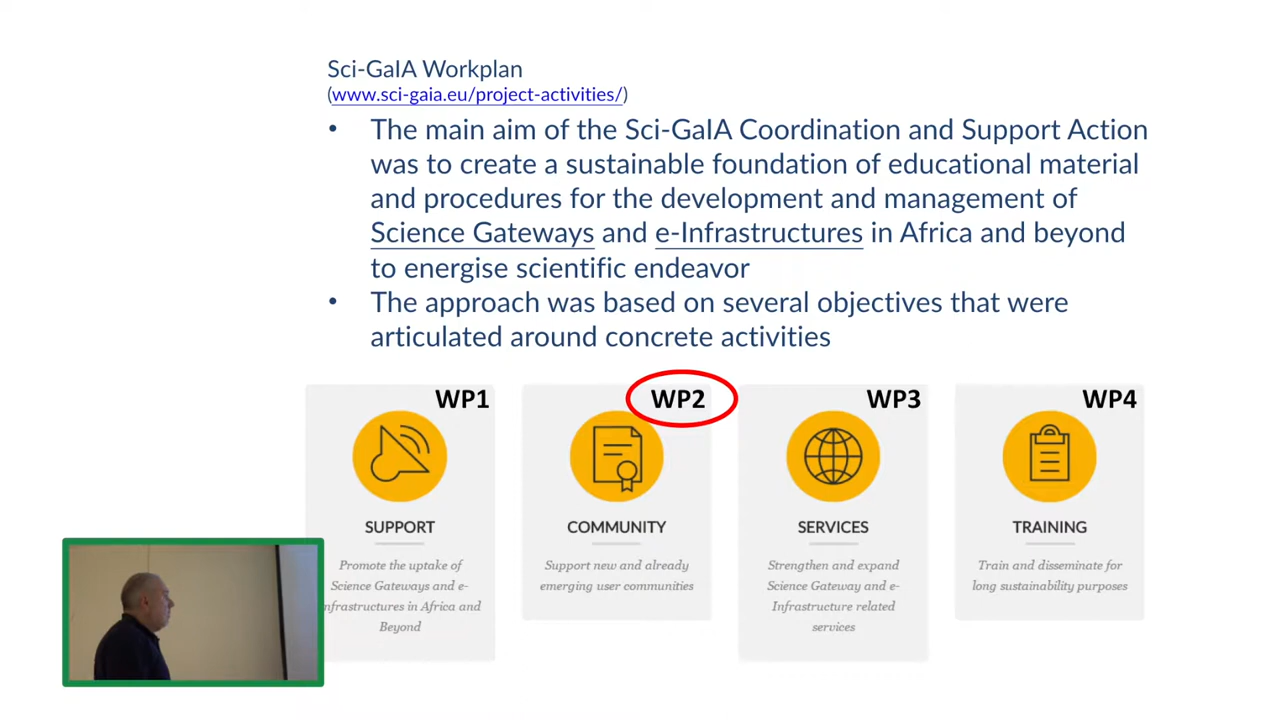 Sci-GaIA Workplan
(www.sci-gaia.eu/project-activities/)
• The main aim of the Sci-GaIA Coordination and Support Action
was to create a sustainable foundation of educational material
and procedures for the development and management of
Science Gateways and e-Infrastructures in Africa and beyond
to energise scientific endeavor
• The approach was based on several objectives that were
articulated around concrete activities
WP1
SUPPORT
Promote the uptake of
Science Gateways and e-
nfrastructures in Africa and
Beyond
WP2
COMMUNITY
Support new and already
emerging user communities
WP3
SERVICES
Strengthen and expand
Science Gateway and e-
Infrastructure related
services
WP4
TRAINING
Train and disseminate for
long sustainability purposes